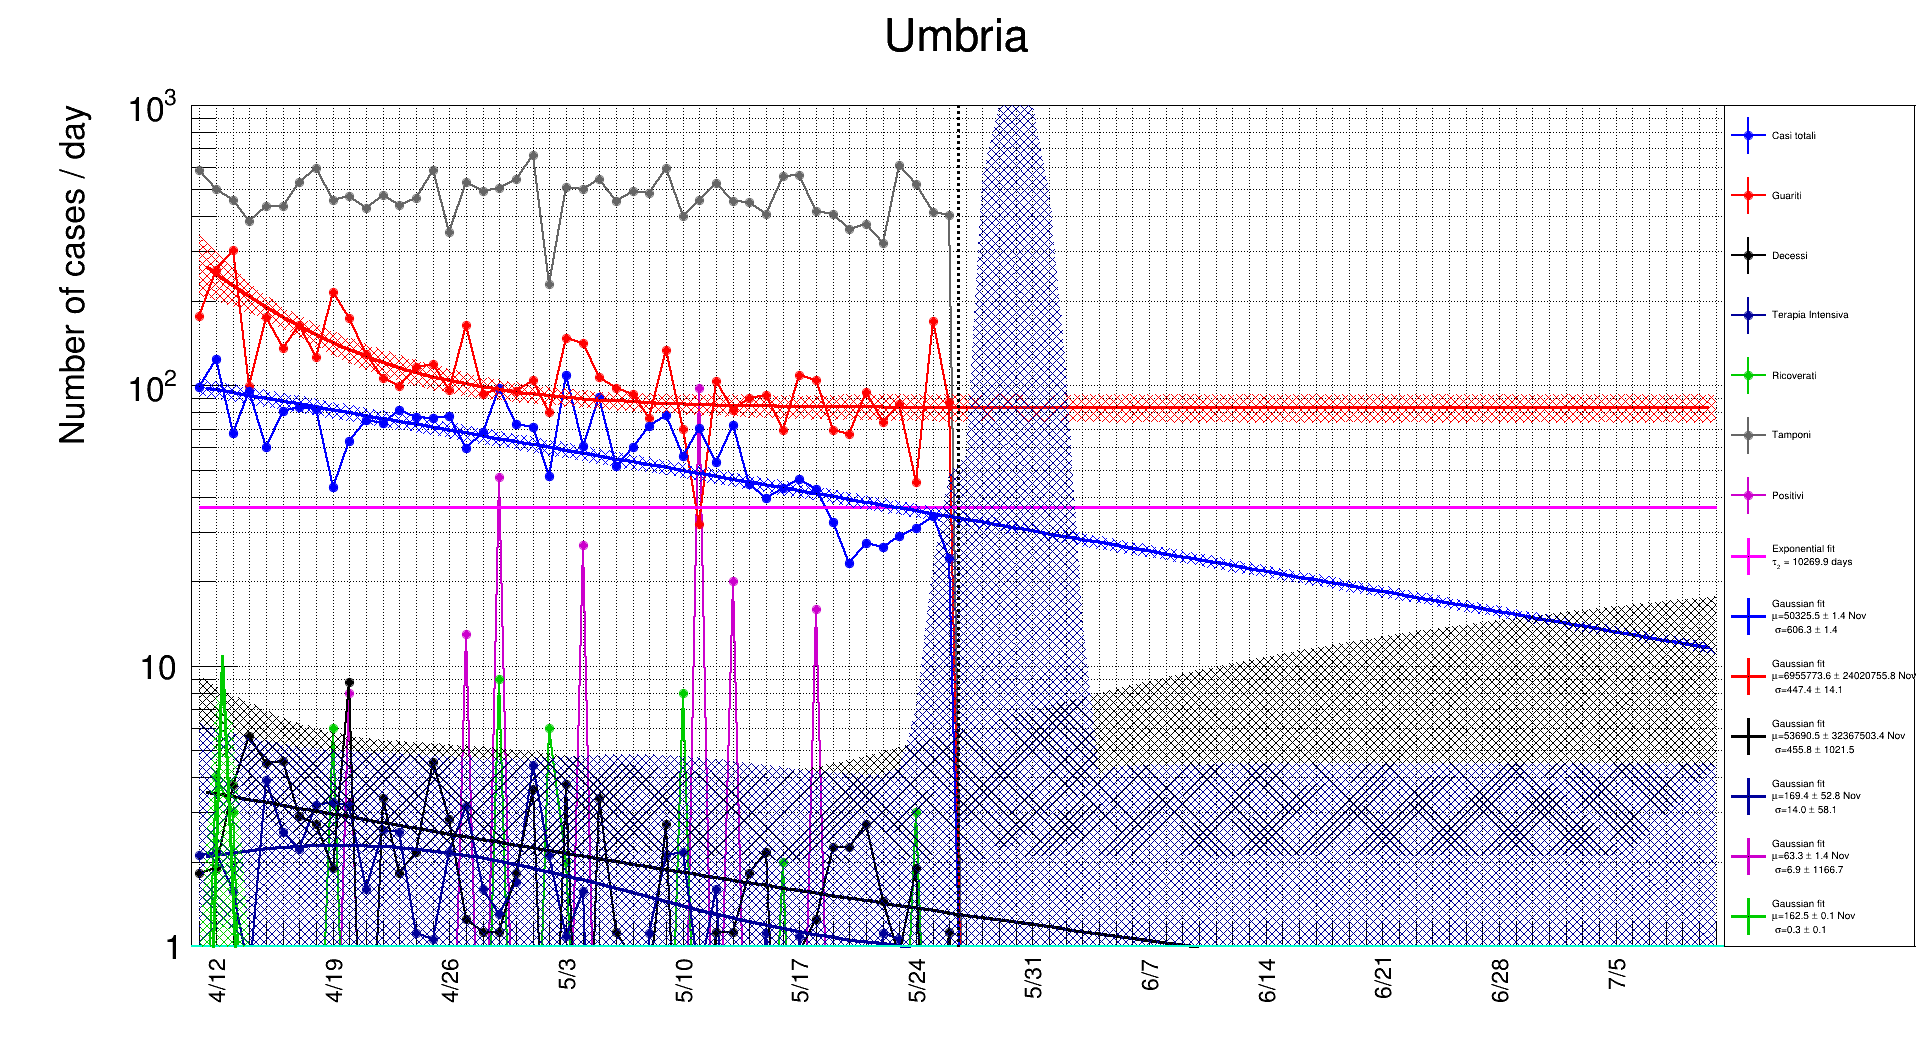 Umbria
Number of cases / day
10³
10²
10
1
4/12
4/19
4/26
5/3
5/10
5/17
5/24
5/31
6/7
6/14
6/21
6/28
7/5
Casi totali
Guariti
Decessi
Terapia Intensiva
Ricoverati
Tamponi
Positivi
Exponential fit
τ₂ = 10269.9 days
Gaussian fit
μ=50325.5 ± 1.4 Nov
σ=606.3 ± 1.4
Gaussian fit
μ=6955773.6 ± 24020755.8 Nov
σ=447.4 ± 14.1
Gaussian fit
μ=53690.5 ± 32367503.4 Nov
σ=455.8 ± 1021.5
Gaussian fit
μ=169.4 ± 52.8 Nov
σ=14.0 ± 58.1
Gaussian fit
μ=63.3 ± 1.4 Nov
σ=6.9 ± 1166.7
Gaussian fit
μ=162.5 ± 0.1 Nov
σ=0.3 ± 0.1